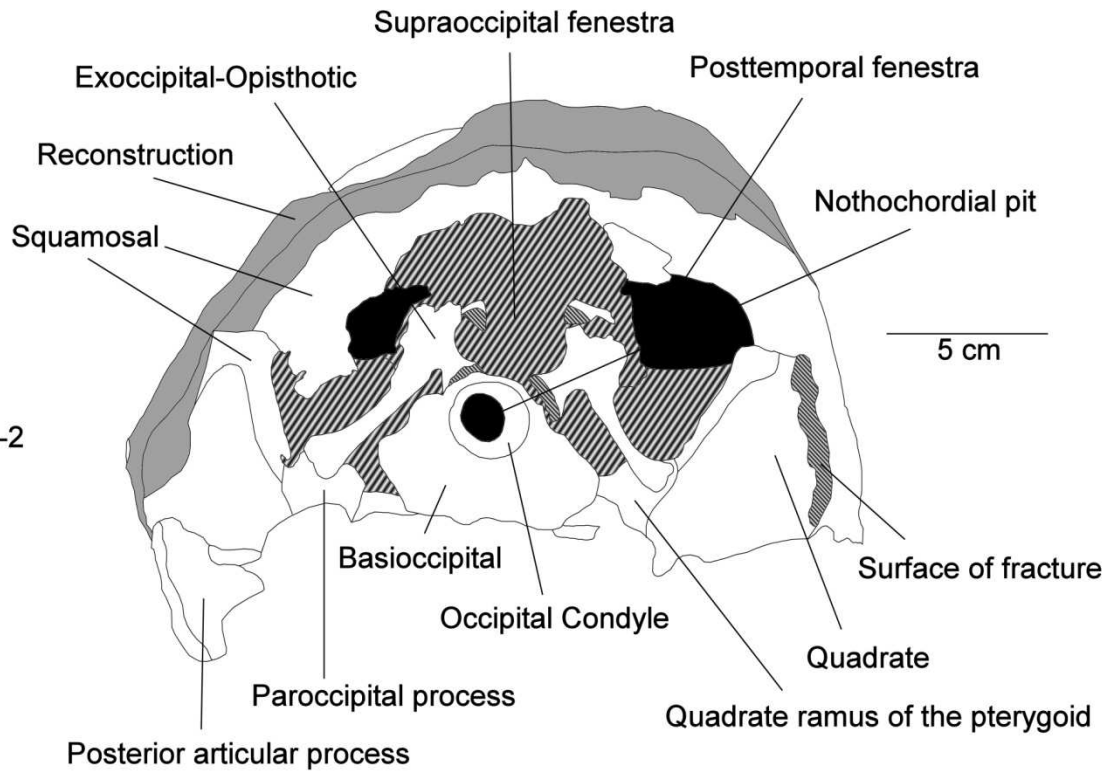 Supraoccipital fenestra
Exoccipital-Opisthotic
Posttemporal fenestra
Reconstruction
Nothochordial pit
Squamosal
5 cm
-2
Basioccipital
Surface of fracture
Occipital Condyle
Quadrate
Paroccipital process
Quadrate ramus of the pterygoid
Posterior articular process